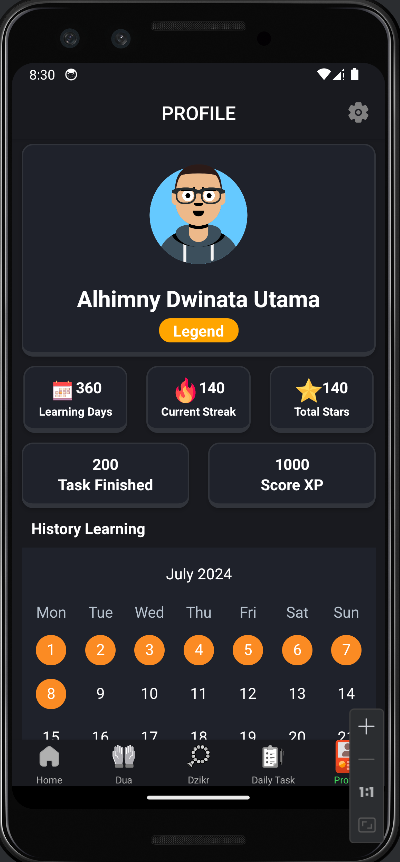 8:30
PROFILE
Alhimny Dwinata Utama
Legend
360
Learning Days
140
Current Streak
140
Total Stars
200
Task Finished
1000
Score XP
History Learning
July 2024
Mon Tue Wed Thu Fri Sat Sun
1 2 3 4 5 6 7
8 9 10 11 12 13 14
15 16 17 18 19 20
Home Dua Dzikr Daily Task
1:1